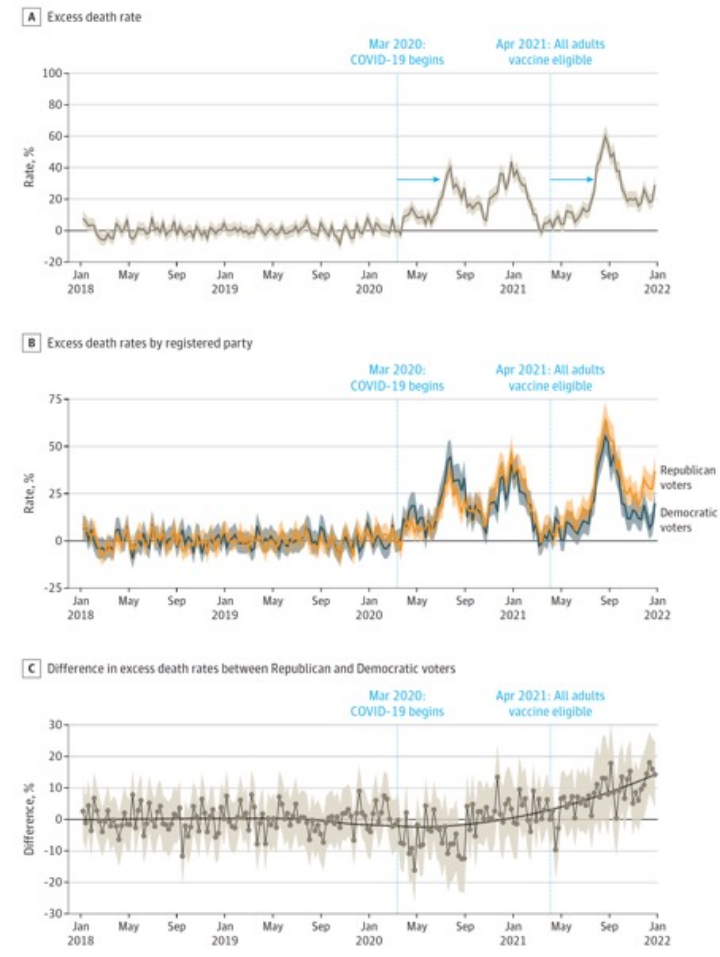 A Excess death rate
Mar 2020:
COVID-19 begins
Apr 2021: All adults
vaccine eligible
100
80
60
40
20
0
-20
Rate, %
Jan
2018
May
Sep
Jan
2019
May
Sep
Jan
2020
May
Sep
Jan
2021
May
Sep
Jan
2022
B Excess death rates by registered party
Mar 2020:
COVID-19 begins
Apr 2021: All adults
vaccine eligible
75
50
25
0
-25
Rate, %
Republican
voters
Democratic
voters
Jan
2018
May
Sep
Jan
2019
May
Sep
Jan
2020
May
Sep
Jan
2021
May
Sep
Jan
2022
C Difference in excess death rates between Republican and Democratic voters
Mar 2020:
COVID-19 begins
Apr 2021: All adults
vaccine eligible
30
20
10
0
-10
-20
-30
Difference, %
Jan
2018
May
Sep
Jan
2019
May
Sep
Jan
2020
May
Sep
Jan
2021
May
Sep
Jan
2022